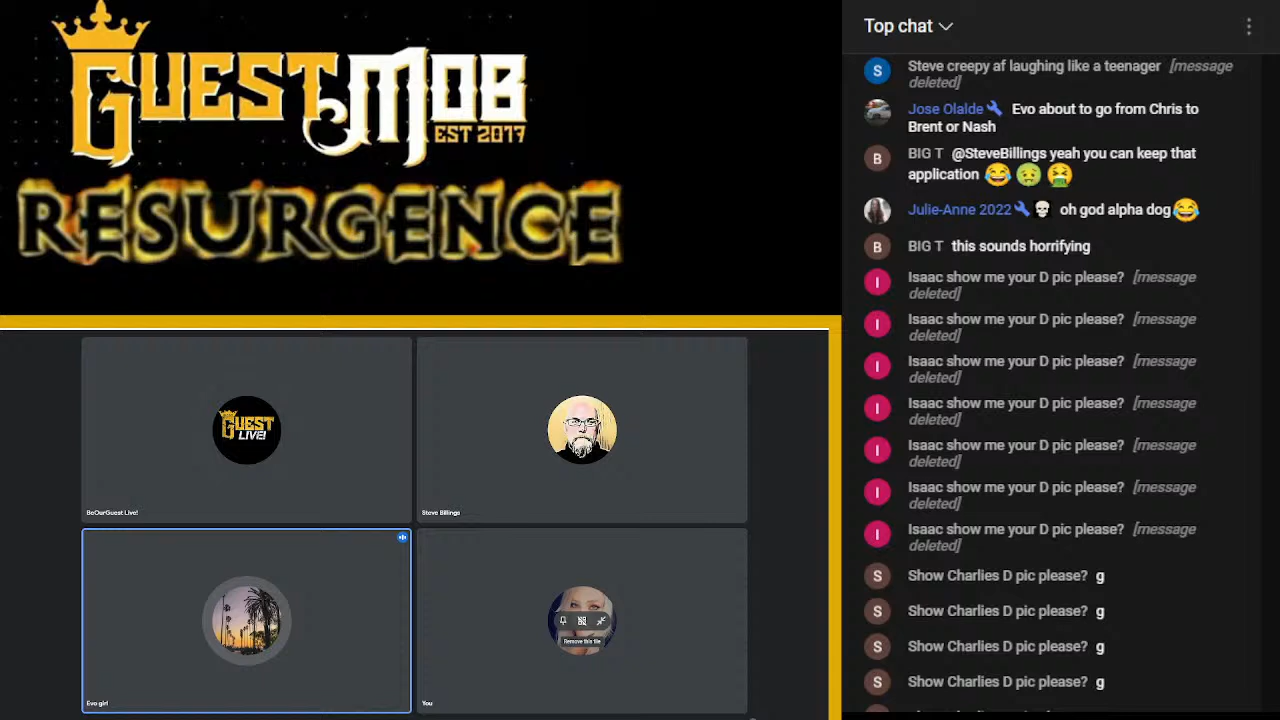 GUEST MOB
EST 2017
RESURGENCE
GUEST
LIVE!
BeOurGuest Live!
Steve Billings
Evo girl
Remove this tile
You
Top chat
S
Steve creepy af laughing like a teenager [message
deleted]
Jose Olalde Evo about to go from Chris to
Brent or Nash
B
BIG T @SteveBillings yeah you can keep that
application 😂 🤢 🤮
Julie-Anne 2022 💀 oh god alpha dog😂
B
BIG T this sounds horrifying
I
Isaac show me your D pic please? [message
deleted]
I
Isaac show me your D pic please? [message
deleted]
I
Isaac show me your D pic please? [message
deleted]
I
Isaac show me your D pic please? [message
deleted]
I
Isaac show me your D pic please? [message
deleted]
I
Isaac show me your D pic please? [message
deleted]
I
Isaac show me your D pic please? [message
deleted]
S
Show Charlies D pic please? g
S
Show Charlies D pic please? g
S
Show Charlies D pic please? g
S
Show Charlies D pic please? g